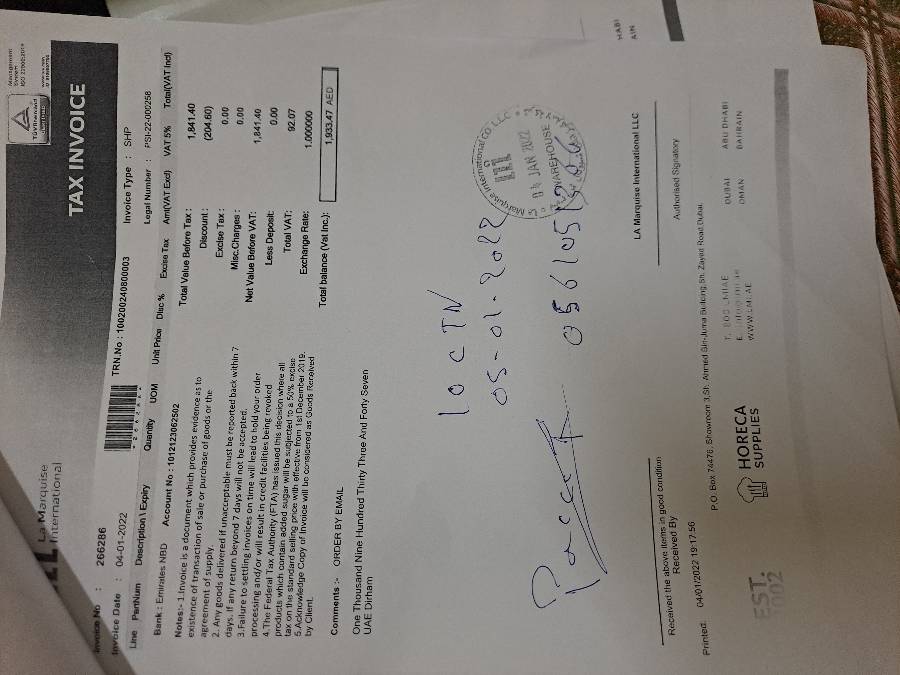 Management
System
ISO 22000:2018
TÜVRheinland
CERTIFIED
www.tuv.com
La Marquise
International
TAX INVOICE
Invoice No : 266286
TRN.No : 100200240800003
Invoice Type : SHP
Invoice Date : 04-01-2022
Legal Number : PSI-22-000258
Line PartNum Description \ Expiry Quantity UOM Unit Price Disc % Excise Tax Amt(VAT Excl) VAT 5% Total(VAT Incl)
Bank : Emirates NBD Account No : 1012123062502
Notes:- 1.Invoice is a document which provides evidence as to
existence of transaction of sale or purchase of goods or the
agreement of supply.
2. Any goods delivered if unacceptable must be reported back within 7
days. If any return beyond 7 days will not be accepted.
3.Failure to settling invoices on time will lead to hold your order
processing and/or will result in credit facilities being revoked
4.The Federal Tax Authority (FTA) has issued this decision where all
products which contain added sugar will be subjected to a 50% excise
tax on the standard selling price with effective from 1st December 2019.
5.Acknowledge Copy of Invoice will be considered as Goods Received
by Client.
Total Value Before Tax : 1,841.40
Discount : (204.60)
Excise Tax : 0.00
Misc.Charges : 0.00
Net Value Before VAT: 1,841.40
Less Deposit: 0.00
Total VAT: 92.07
Exchange Rate: 1.000000
Total balance (Vat Inc.): 1,933.47 AED
Comments :- ORDER BY EMAIL
One Thousand Nine Hundred Thirty Three And Forty Seven
UAE Dirham
10 CTN
05-01-2022
La Marquise International CO LLC
04 JAN 2022
WAREHOUSE
LA Marquise International LLC
Received the above items in good condition
Received By
Authorised Signatory
Printed: 04/01/2022 19:17:56
P.O. Box 74476, Showroom 3,Sh. Ahmed Bin Juma Building,Sh. Zayed Road,Dubai
EST.
2002
HORECA
SUPPLIES
T. 800 LMIAE
WWW.LMI.AE
DUBAI
ABU DHABI
OMAN
BAHRAIN